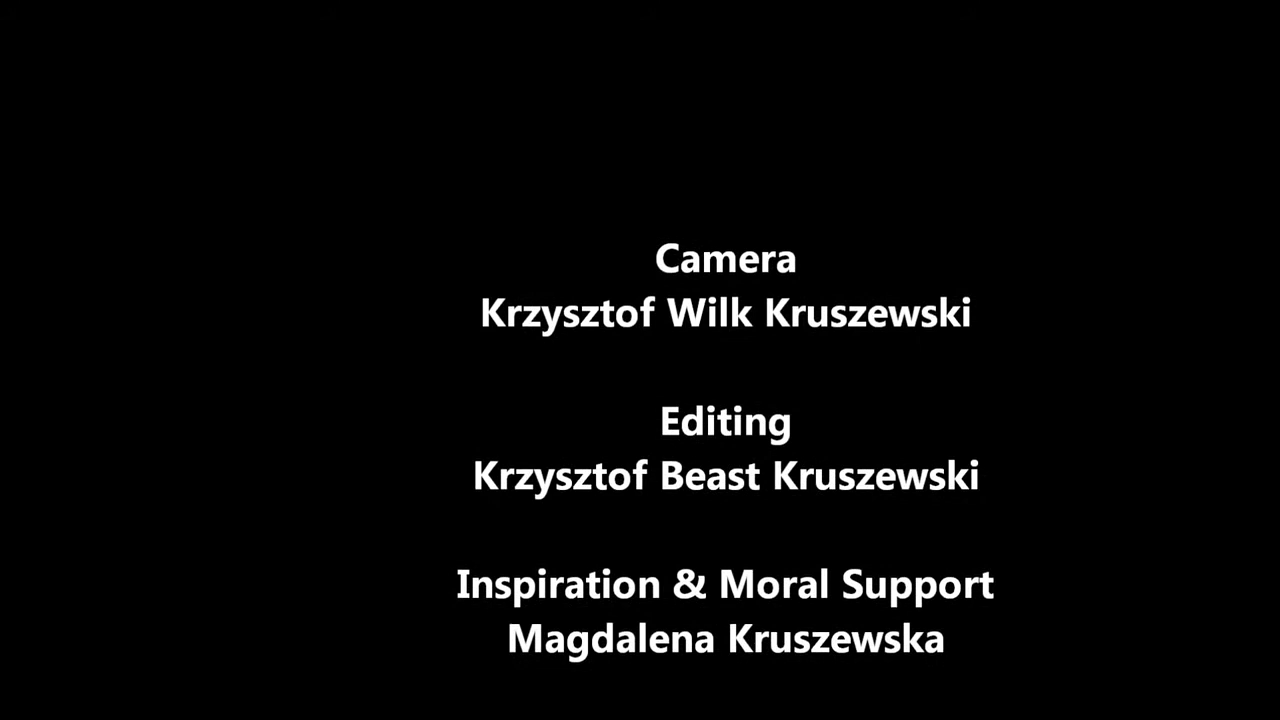 Camera
Krzysztof Wilk Kruszewski
Editing
Krzysztof Beast Kruszewski
Inspiration & Moral Support
Magdalena Kruszewska